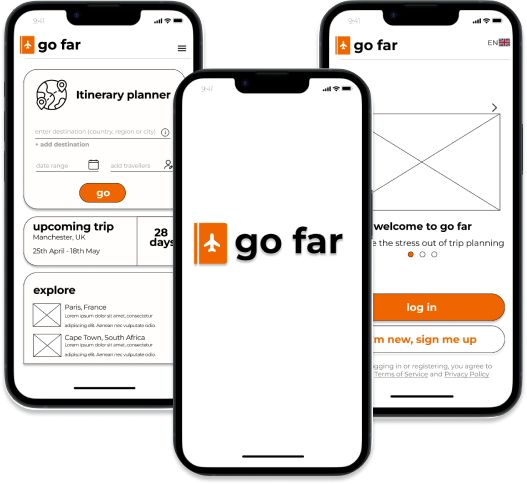 9:41
go far
Itinerary planner
enter destination (country, region or city)
+ add destination
date range
add travellers
go
upcoming trip
Manchester, UK
25th April - 18th May
28
days
explore
Paris, France
Lorem ipsum dolor sit amet, consectetur
adipiscing elit. Aenean nec vulputate odio.
Cape Town, South Africa
Lorem ipsum dolor sit amet, consectetur
adipiscing elit. Aenean nec vulputate odio.
9:41
go far
9:41
go far
EN
welcome to go far
the stress out of trip planning
log in
new, sign me up
or registering, you agree to
Terms of Service and Privacy Policy